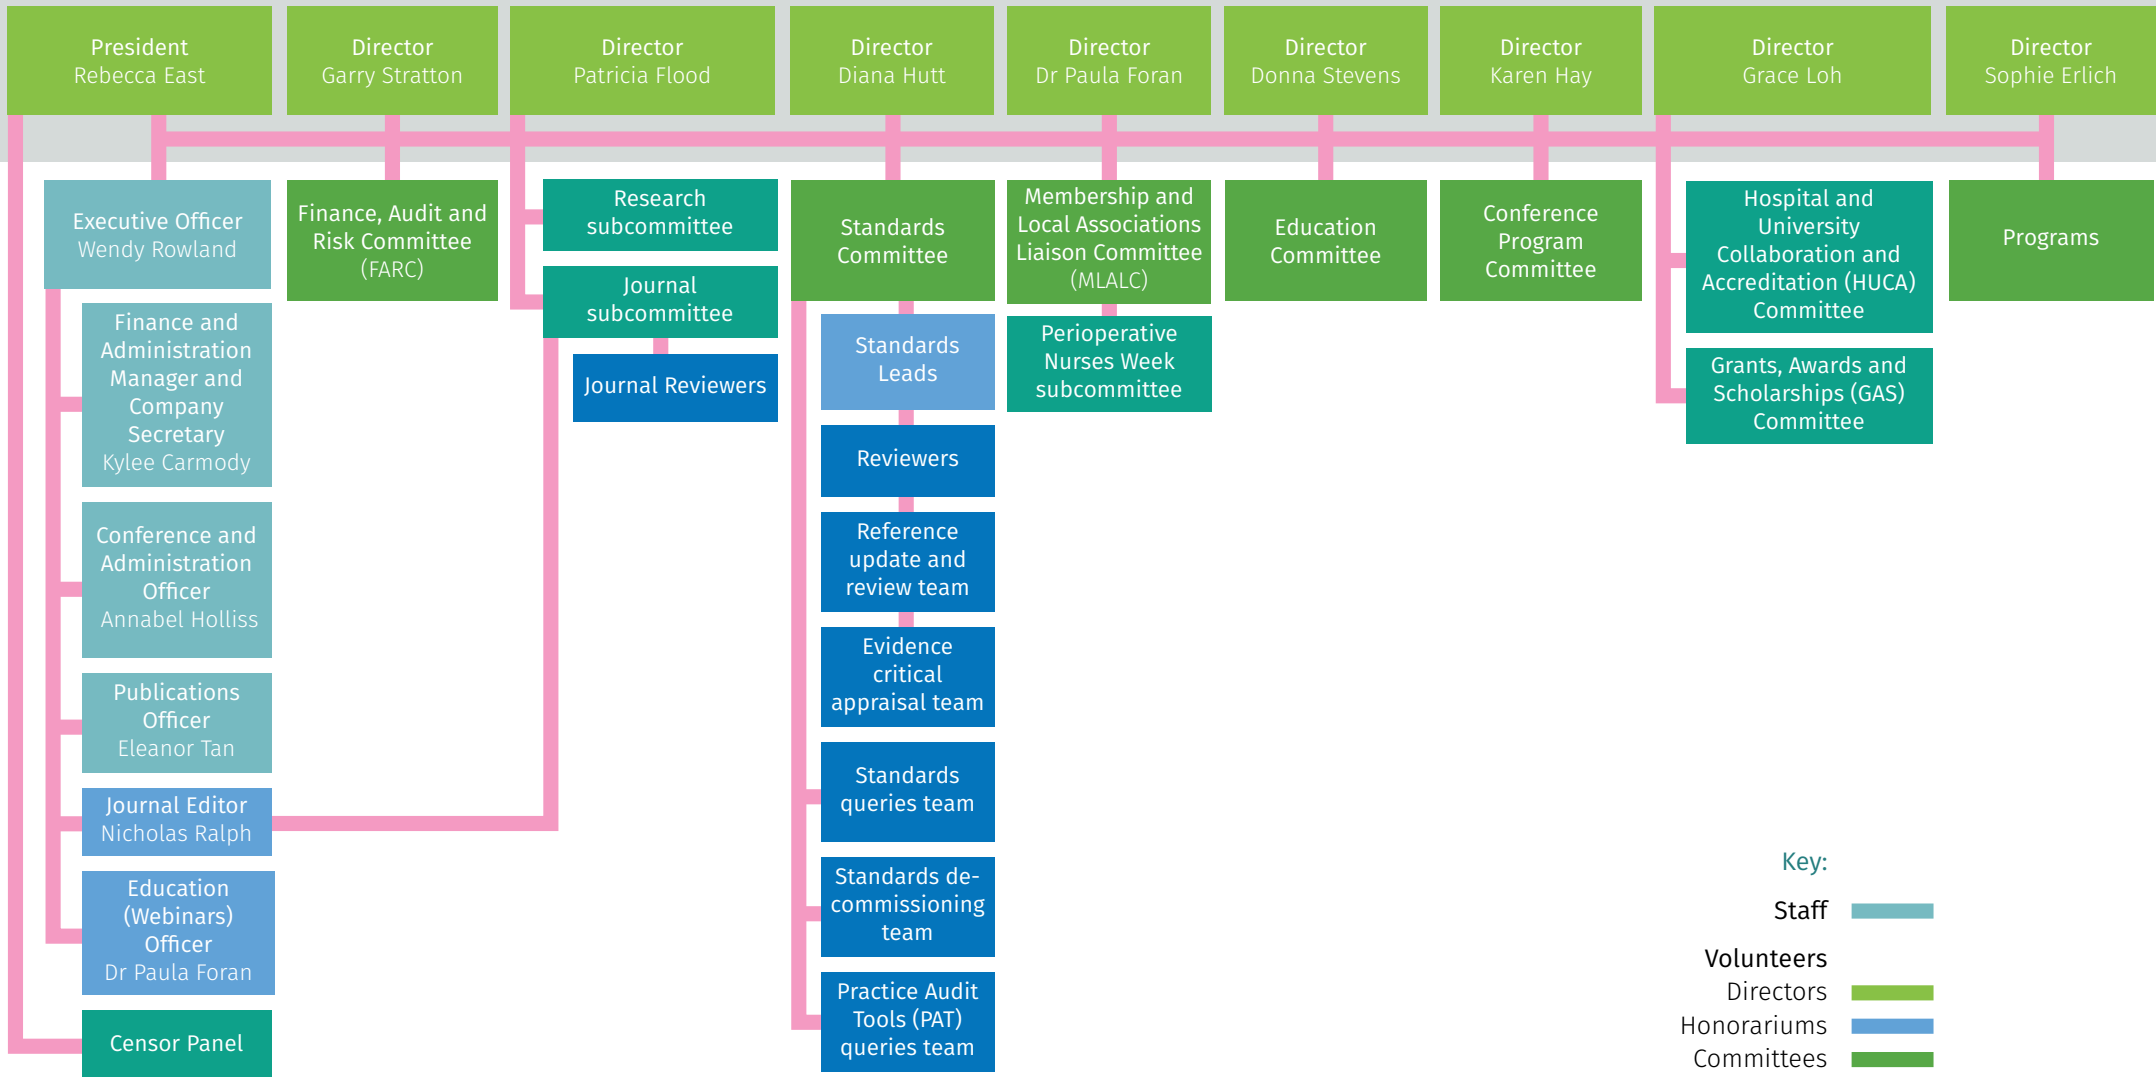 President
Rebecca East
Director
Garry Stratton
Director
Patricia Flood
Director
Diana Hutt
Director
Dr Paula Foran
Director
Donna Stevens
Director
Karen Hay
Director
Grace Loh
Director
Sophie Erlich
Executive Officer
Wendy Rowland
Finance and
Administration
Manager and
Company
Secretary
Kylee Carmody
Conference and
Administration
Officer
Annabel Holliss
Publications
Officer
Eleanor Tan
Journal Editor
Nicholas Ralph
Education
(Webinars)
Officer
Dr Paula Foran
Censor Panel
Finance, Audit and
Risk Committee
(FARC)
Research
subcommittee
Journal
subcommittee
Journal Reviewers
Standards
Committee
Standards
Leads
Reviewers
Reference
update and
review team
Evidence
critical
appraisal team
Standards
queries team
Standards de-
commissioning
team
Practice Audit
Tools (PAT)
queries team
Membership and
Local Associations
Liaison Committee
(MLALC)
Perioperative
Nurses Week
subcommittee
Education
Committee
Conference
Program
Committee
Hospital and
University
Collaboration and
Accreditation (HUCA)
Committee
Grants, Awards and
Scholarships (GAS)
Committee
Programs
Key:
Staff
Volunteers
Directors
Honorariums
Committees